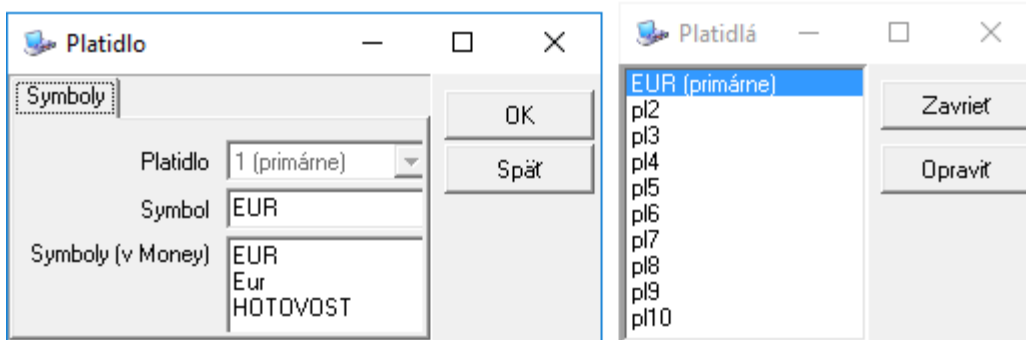 Platidlo
Symboly
Platidlo 1 (primárne)
Symbol EUR
Symboly (v Money) EUR
Eur
HOTOVOST
OK
Späť
Platidlá
EUR (primárne)
pl2
pl3
pl4
pl5
pl6
pl7
pl8
pl9
pl10
Zavrieť
Opraviť